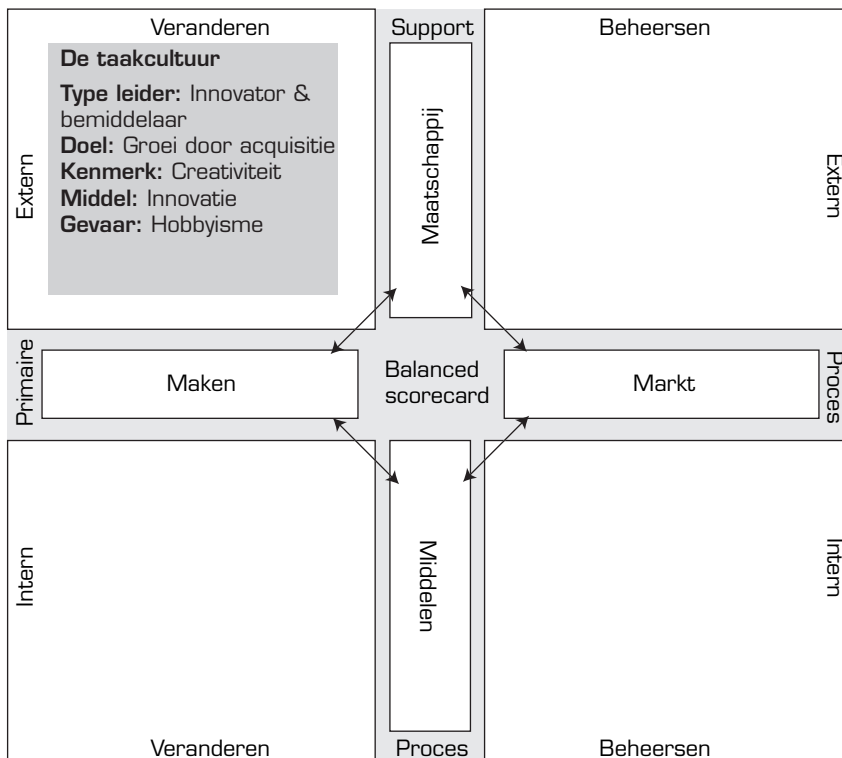 Veranderen
Support
Beheersen
De taakcultuur
Type leider: Innovator &
bemiddelaar
Doel: Groei door acquisitie
Kenmerk: Creativiteit
Middel: Innovatie
Gevaar: Hobbyisme
Extern
Maatschappij
Extern
Primaire
Maken
Balanced
scorecard
Markt
Proces
Intern
Middelen
Intern
Veranderen
Proces
Beheersen